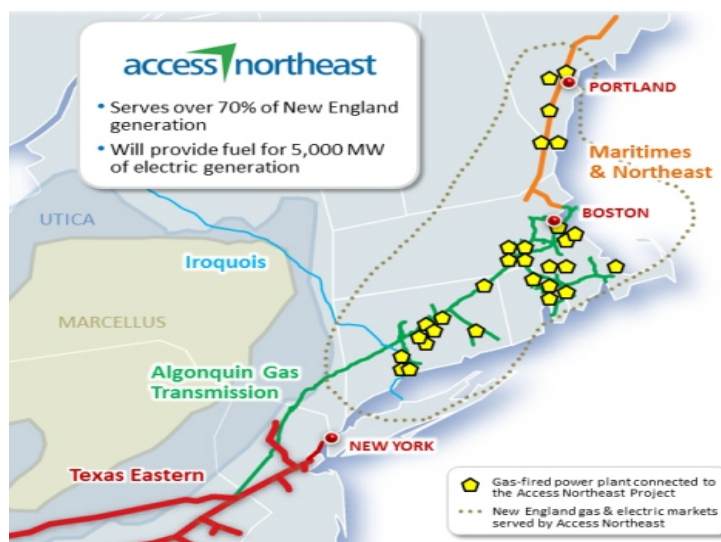 access northeast
• Serves over 70% of New England
generation
• Will provide fuel for 5,000 MW
of electric generation
PORTLAND
Maritimes
& Northeast
BOSTON
UTICA
Iroquois
MARCELLUS
Algonquin Gas
Transmission
NEW YORK
Texas Eastern
Gas-fired power plant connected to
the Access Northeast Project
New England gas & electric markets
served by Access Northeast